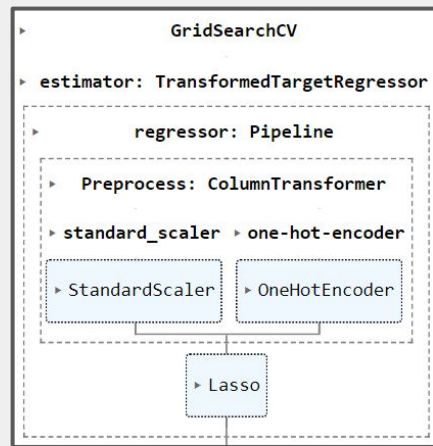 GridSearchCV
estimator: TransformedTargetRegressor
regressor: Pipeline
Preprocess: ColumnTransformer
standard_scaler one-hot-encoder
StandardScaler OneHotEncoder
Lasso